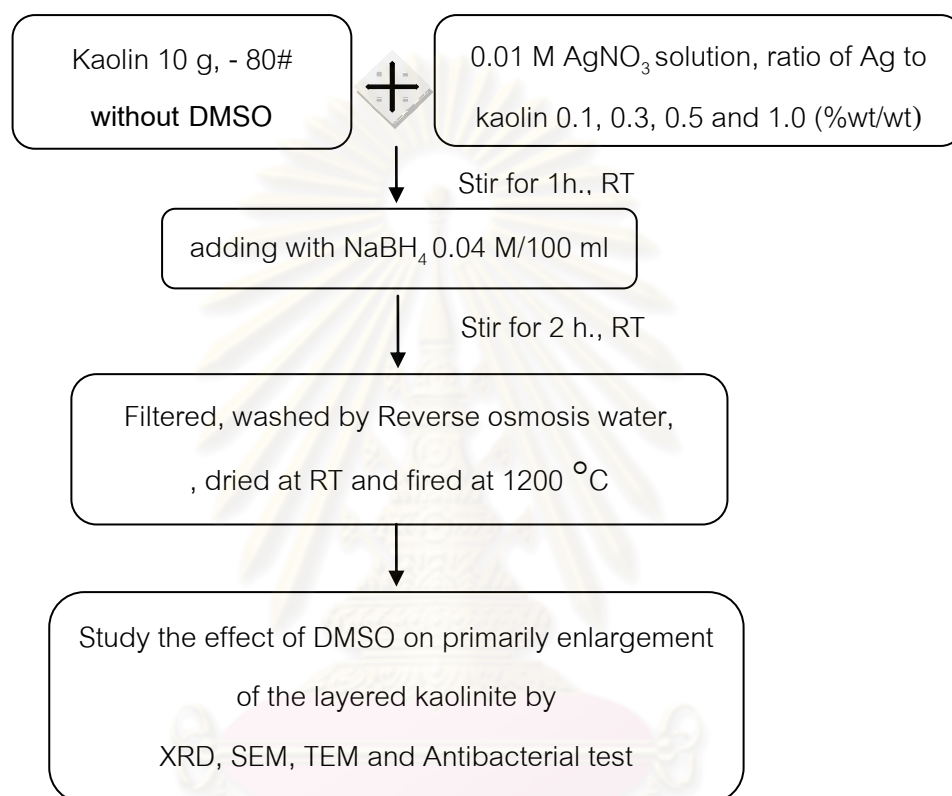 Kaolin 10 g, - 80#
without DMSO
0.01 M AgNO₃ solution, ratio of Ag to
kaolin 0.1, 0.3, 0.5 and 1.0 (%wt/wt)
Stir for 1h., RT
adding with NaBH₄ 0.04 M/100 ml
Stir for 2 h., RT
Filtered, washed by Reverse osmosis water,
, dried at RT and fired at 1200 °C
Study the effect of DMSO on primarily enlargement
of the layered kaolinite by
XRD, SEM, TEM and Antibacterial test